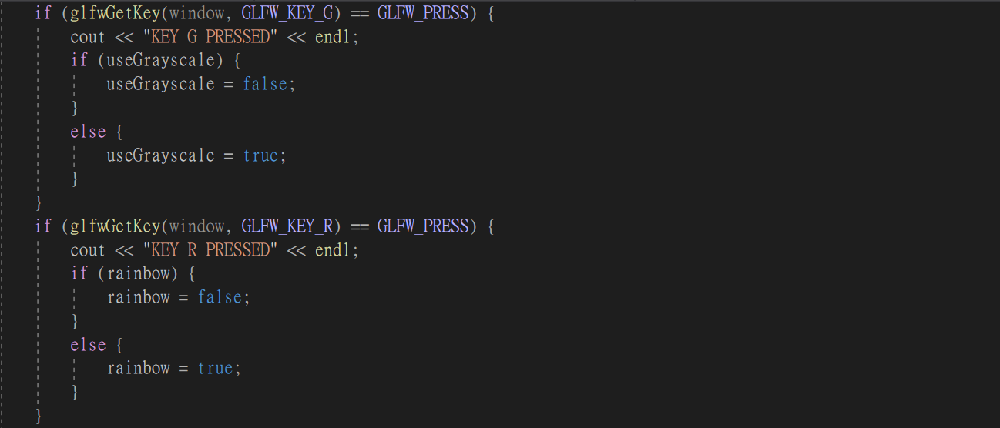 if (glfwGetKey(window, GLFW_KEY_G) == GLFW_PRESS) {
cout << "KEY G PRESSED" << endl;
if (useGrayscale) {
useGrayscale = false;
}
else {
useGrayscale = true;
}
}
if (glfwGetKey(window, GLFW_KEY_R) == GLFW_PRESS) {
cout << "KEY R PRESSED" << endl;
if (rainbow) {
rainbow = false;
}
else {
rainbow = true;
}
}